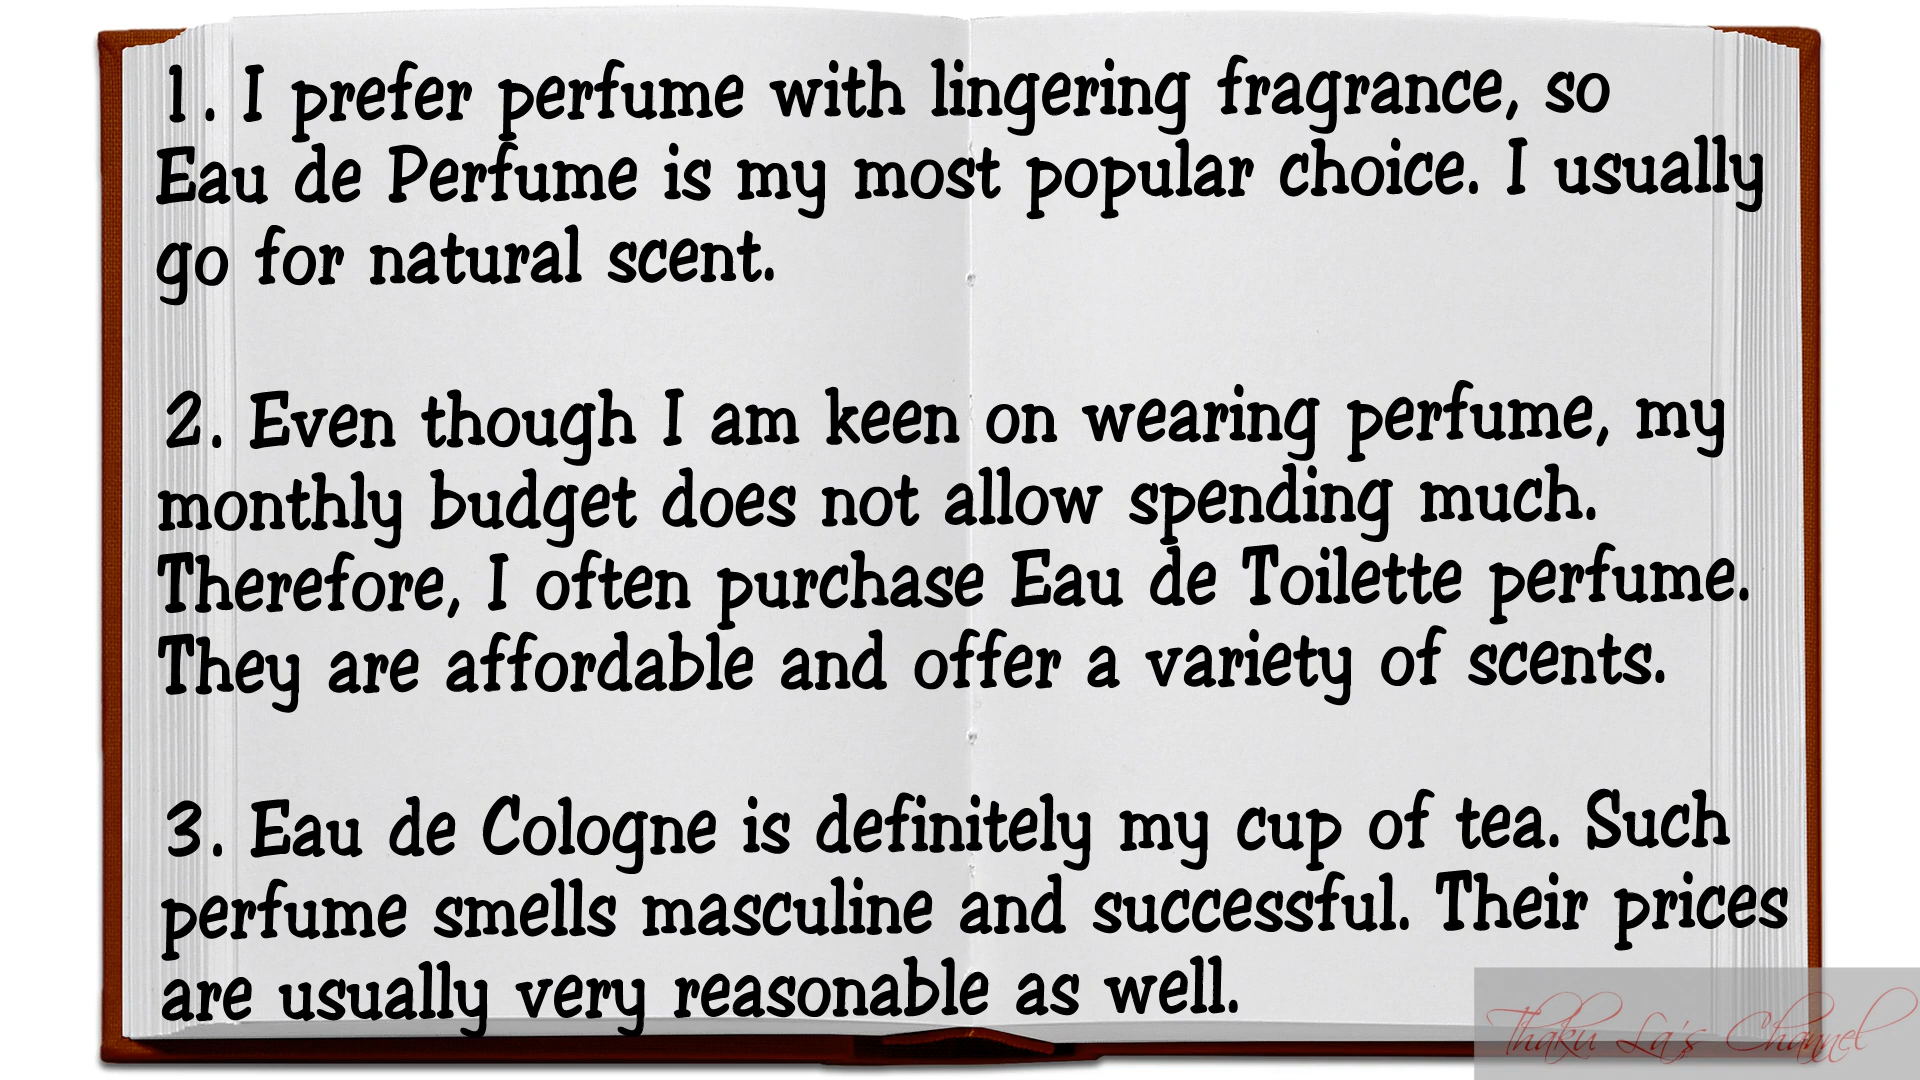 1. I prefer perfume with lingering fragrance, so
Eau de Perfume is my most popular choice. I usually
go for natural scent.
2. Even though I am keen on wearing perfume, my
monthly budget does not allow spending much.
Therefore, I often purchase Eau de Toilette perfume.
They are affordable and offer a variety of scents.
3. Eau de Cologne is definitely my cup of tea. Such
perfume smells masculine and successful. Their prices
are usually very reasonable as well.
Thaku La's Channel